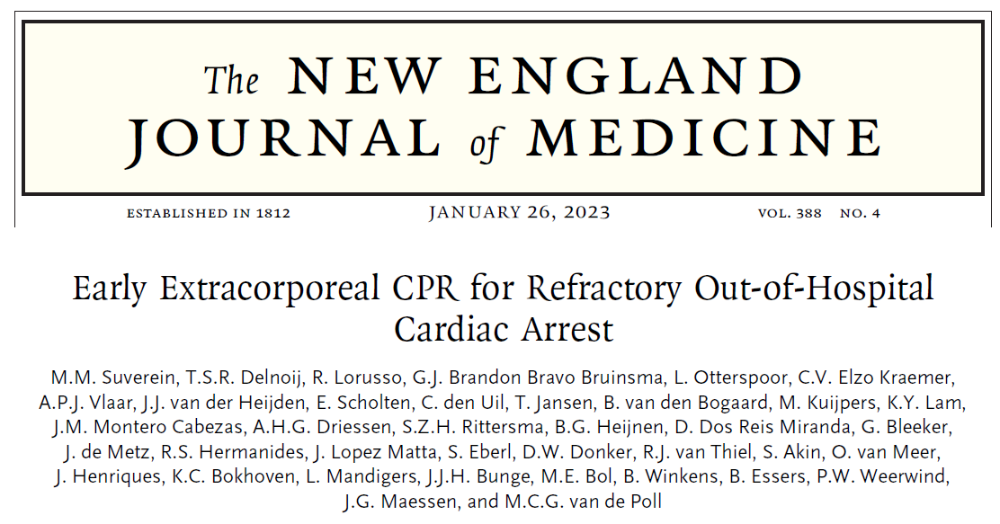 The NEW ENGLAND
JOURNAL of MEDICINE
ESTABLISHED IN 1812 JANUARY 26, 2023 VOL. 388 NO. 4
Early Extracorporeal CPR for Refractory Out-of-Hospital
Cardiac Arrest
M.M. Suverein, T.S.R. Delnoij, R. Lorusso, G.J. Brandon Bravo Bruinsma, L. Otterspoor, C.V. Elzo Kraemer,
A.P.J. Vlaar, J.J. van der Heijden, E. Scholten, C. den Uil, T. Jansen, B. van den Bogaard, M. Kuijpers, K.Y. Lam,
J.M. Montero Cabezas, A.H.G. Driessen, S.Z.H. Rittersma, B.G. Heijnen, D. Dos Reis Miranda, G. Bleeker,
J. de Metz, R.S. Hermanides, J. Lopez Matta, S. Eberl, D.W. Donker, R.J. van Thiel, S. Akin, O. van Meer,
J. Henriques, K.C. Bokhoven, L. Mandigers, J.J.H. Bunge, M.E. Bol, B. Winkens, B. Essers, P.W. Weerwind,
J.G. Maessen, and M.C.G. van de Poll